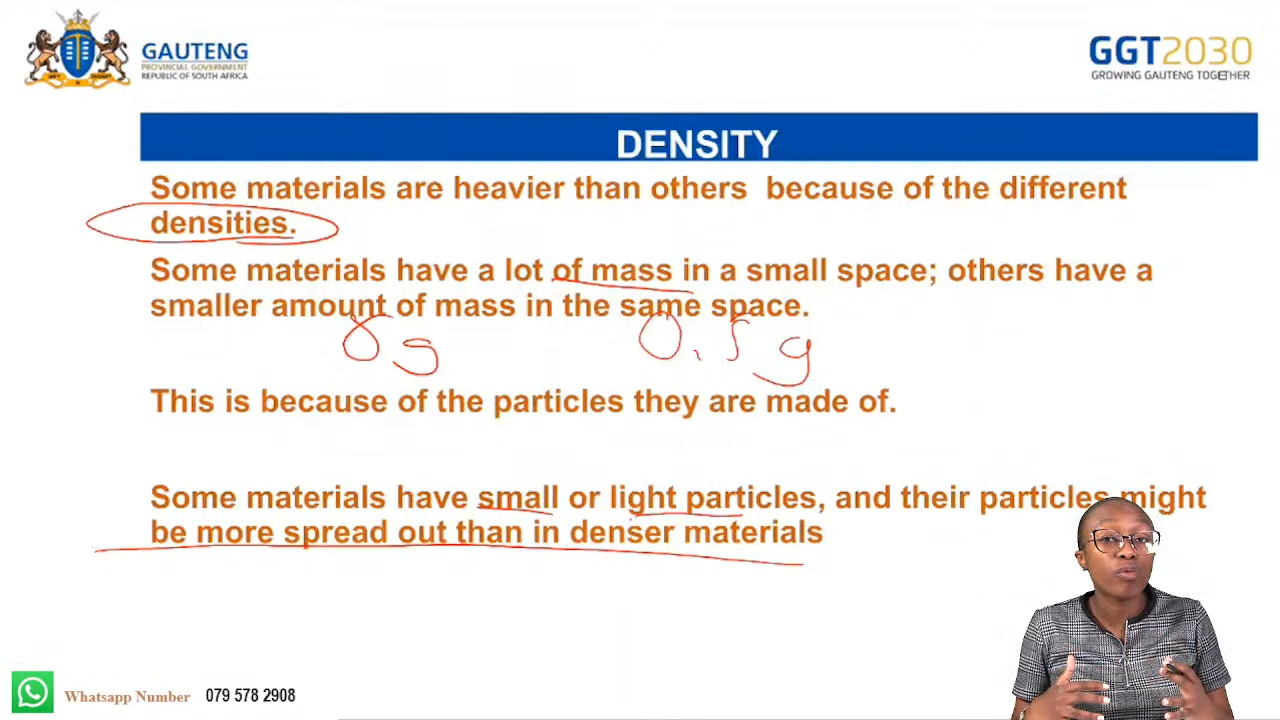 GAUTENG
PROVINCIAL GOVERNMENT
REPUBLIC OF SOUTH AFRICA
GGT2030
GROWING GAUTENG TOGETHER
DENSITY
Some materials are heavier than others because of the different
densities.
Some materials have a lot of mass in a small space; others have a
smaller amount of mass in the same space.
8g 0.5g
This is because of the particles they are made of.
Some materials have small or light particles, and their particles might
be more spread out than in denser materials
Whatsapp Number 079 578 2908